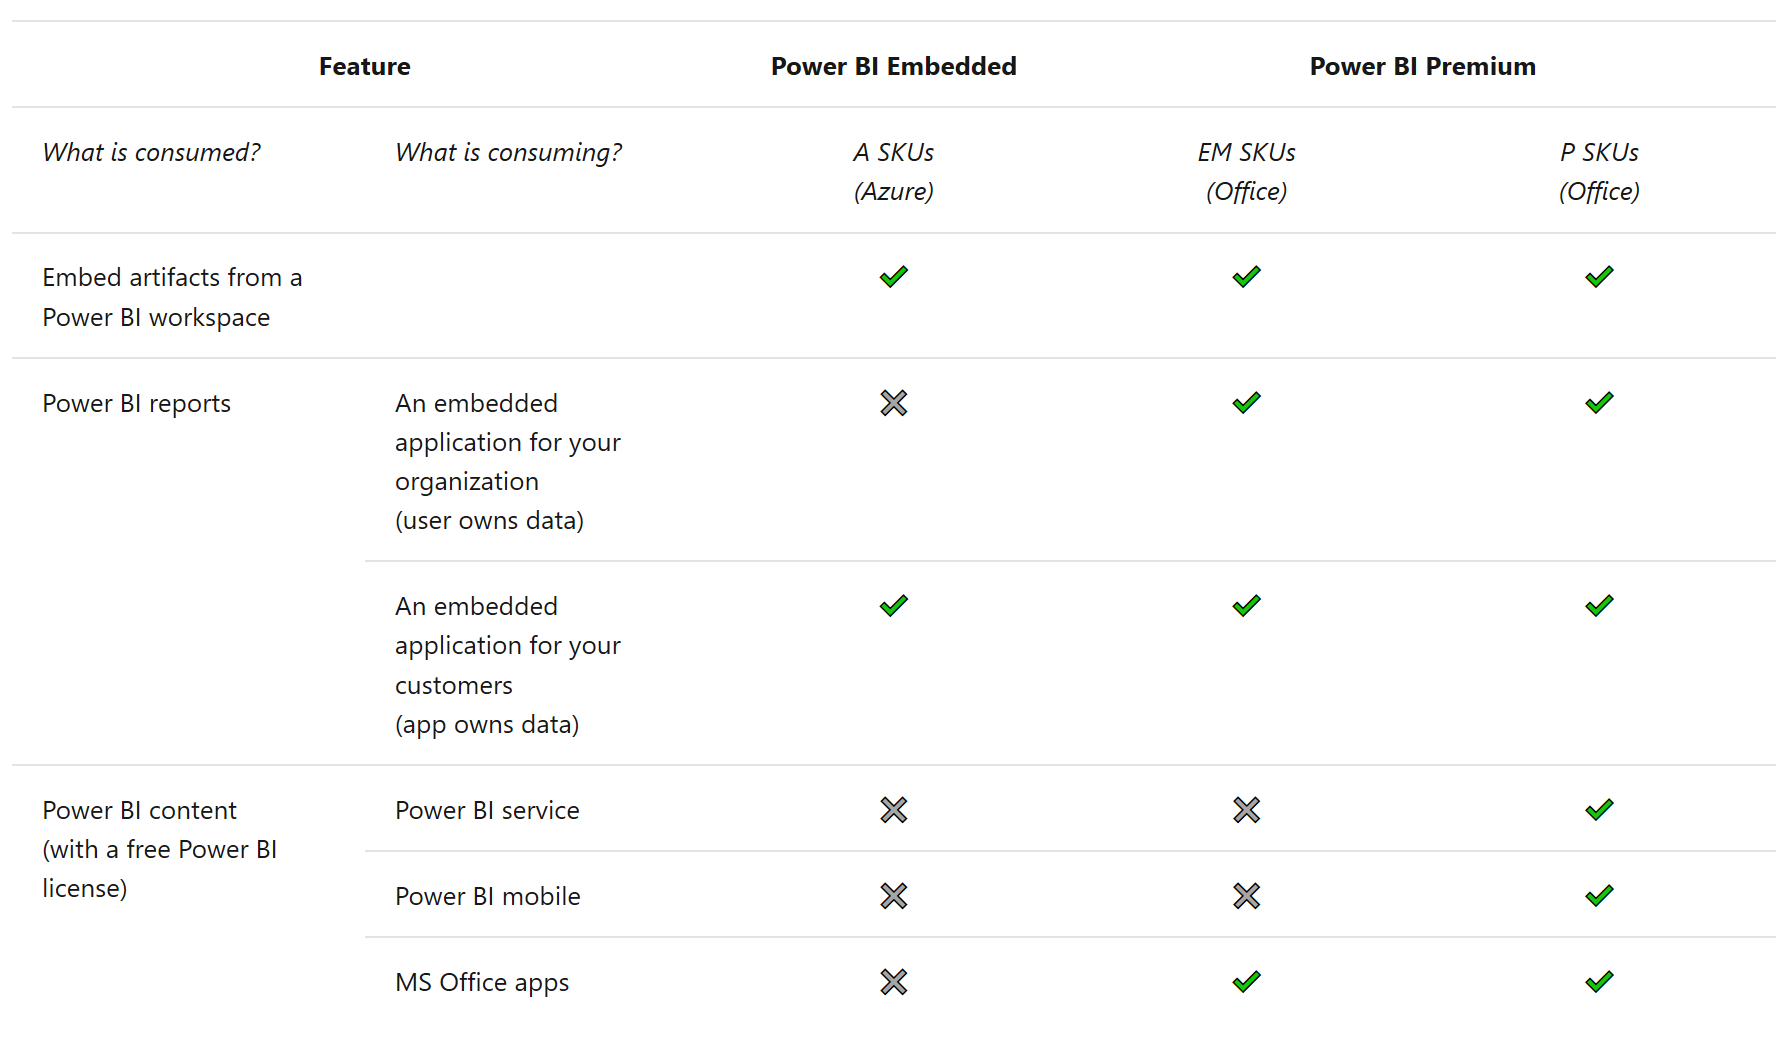 Feature Power BI Embedded Power BI Premium
What is consumed? What is consuming? A SKUs EM SKUs P SKUs
(Azure) (Office) (Office)
Embed artifacts from a
Power BI workspace
Power BI reports An embedded
application for your
organization
(user owns data)
An embedded
application for your
customers
(app owns data)
Power BI content Power BI service
(with a free Power BI
license)
Power BI mobile
MS Office apps